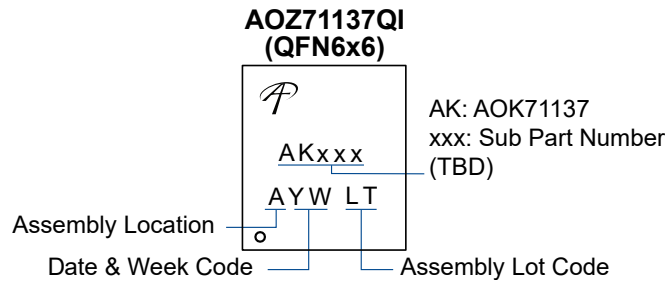 AOZ71137QI
(QFN6x6)
AK: AOK71137
xxx: Sub Part Number
(TBD)
AKxxx
AYW LT
Assembly Location
Date & Week Code
Assembly Lot Code